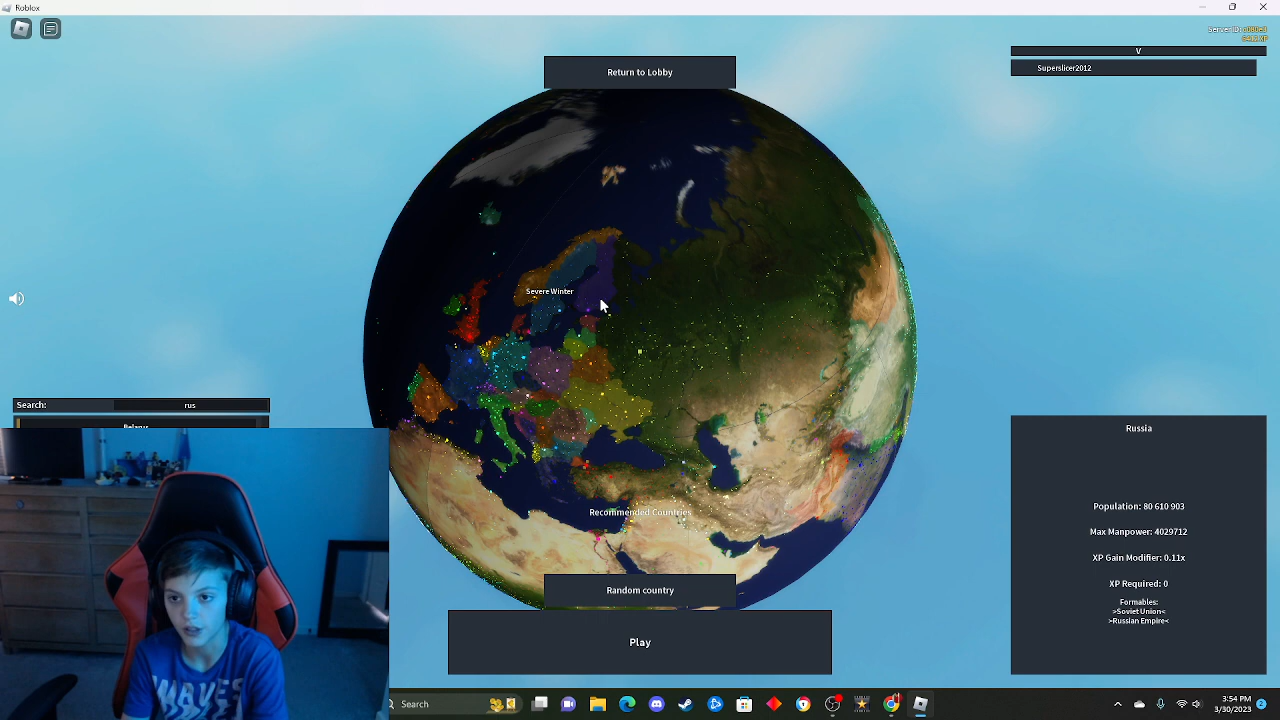 Roblox
Return to Lobby
V
Superslicer2012
Severe Winter
Search: rus
Belarus
Russia
Recommended Countries
Population: 80 610 903
Max Manpower: 4029712
XP Gain Modifier: 0.11x
XP Required: 0
Formables:
>Soviet Union<
>Russian Empire<
Random country
Play
WAVES
Search
3:54 PM
3/30/2023